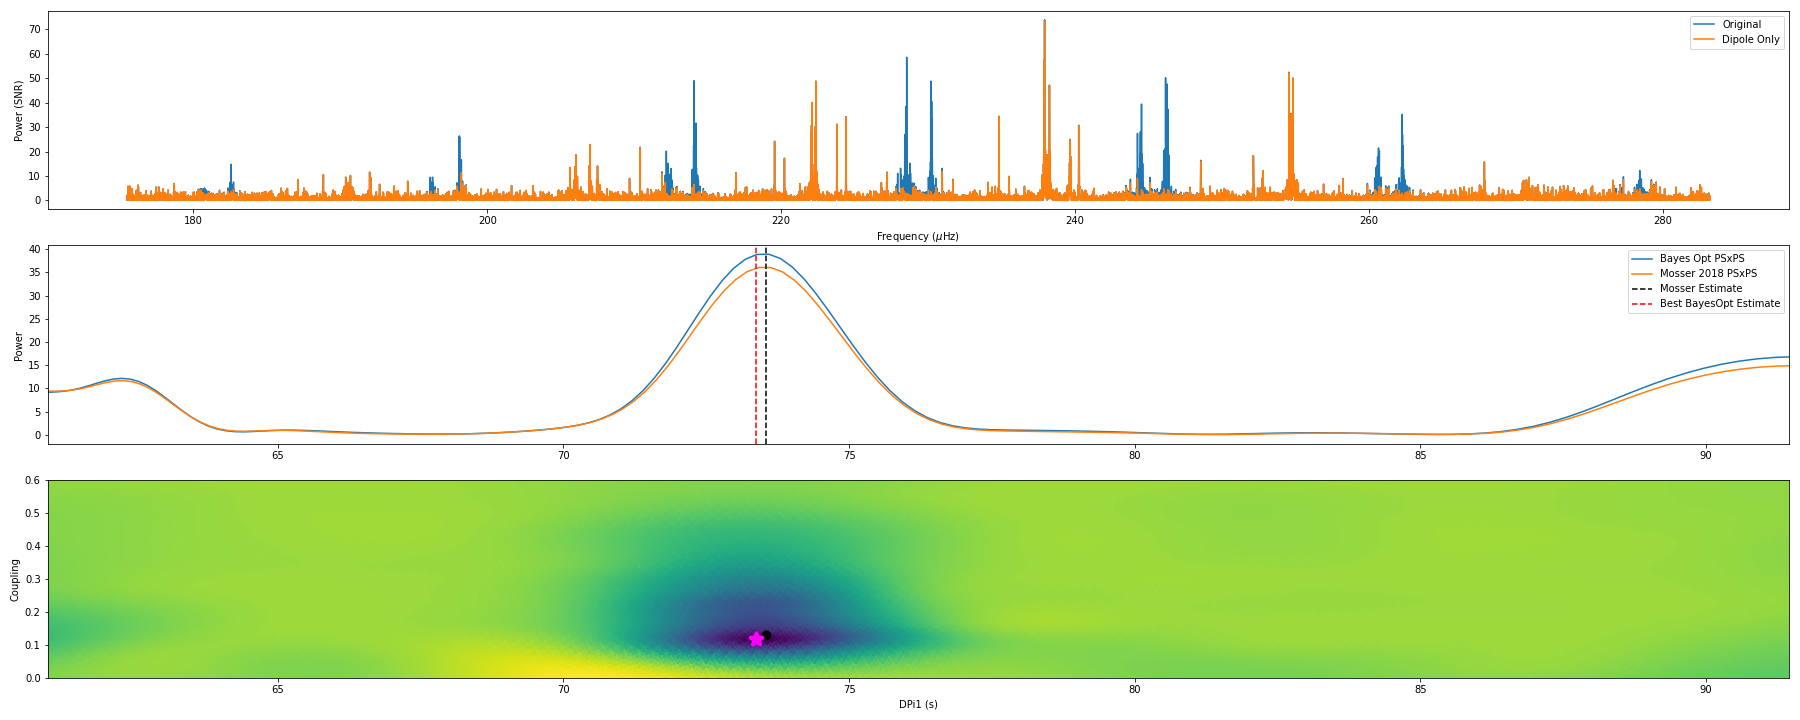 70
60
50
40
30
20
10
0
Power (SNR)
Original
Dipole Only
180 200 220 240 260 280
Frequency (μHz)
40
35
30
25
20
15
10
5
0
Power
Bayes Opt PSxPS
Mosser 2018 PSxPS
Mosser Estimate
Best BayesOpt Estimate
65 70 75 80 85 90
0.6
0.5
0.4
0.3
0.2
0.1
0.0
Coupling
65 70 75 80 85 90
DPi1 (s)